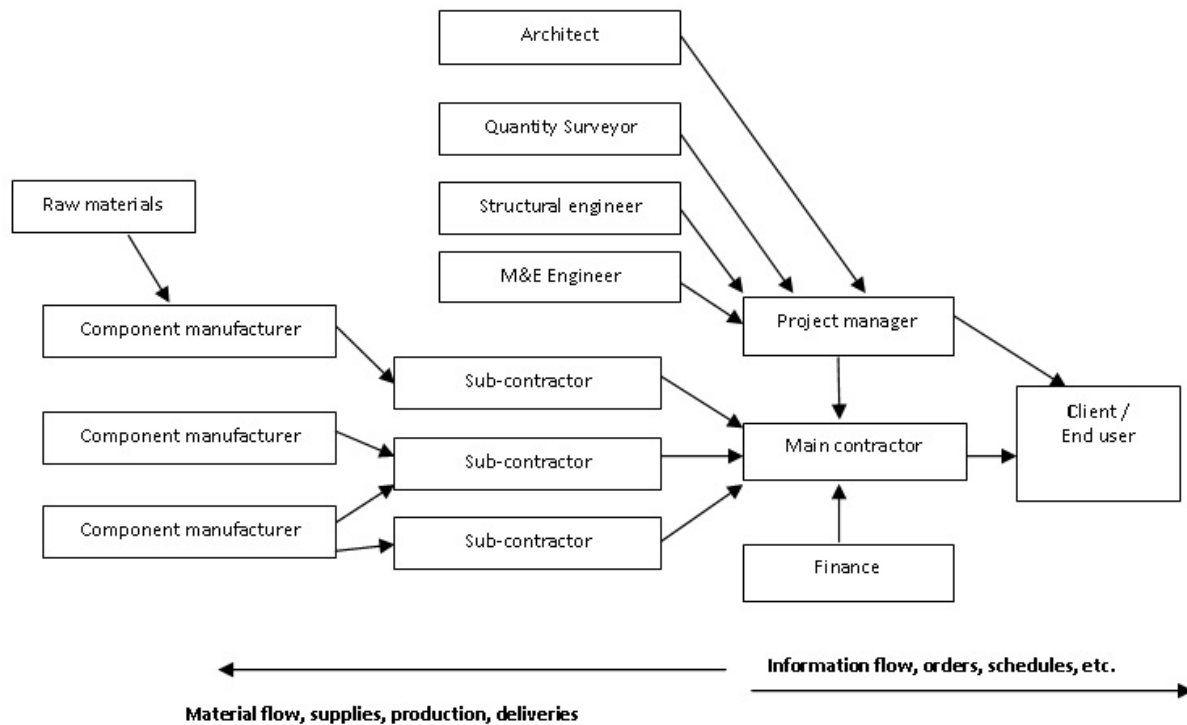 Architect
Quantity Surveyor
Raw materials
Structural engineer
M&E Engineer
Component manufacturer
Project manager
Sub-contractor
Client /
End user
Component manufacturer
Main contractor
Sub-contractor
Component manufacturer
Sub-contractor
Finance
Information flow, orders, schedules, etc.
Material flow, supplies, production, deliveries